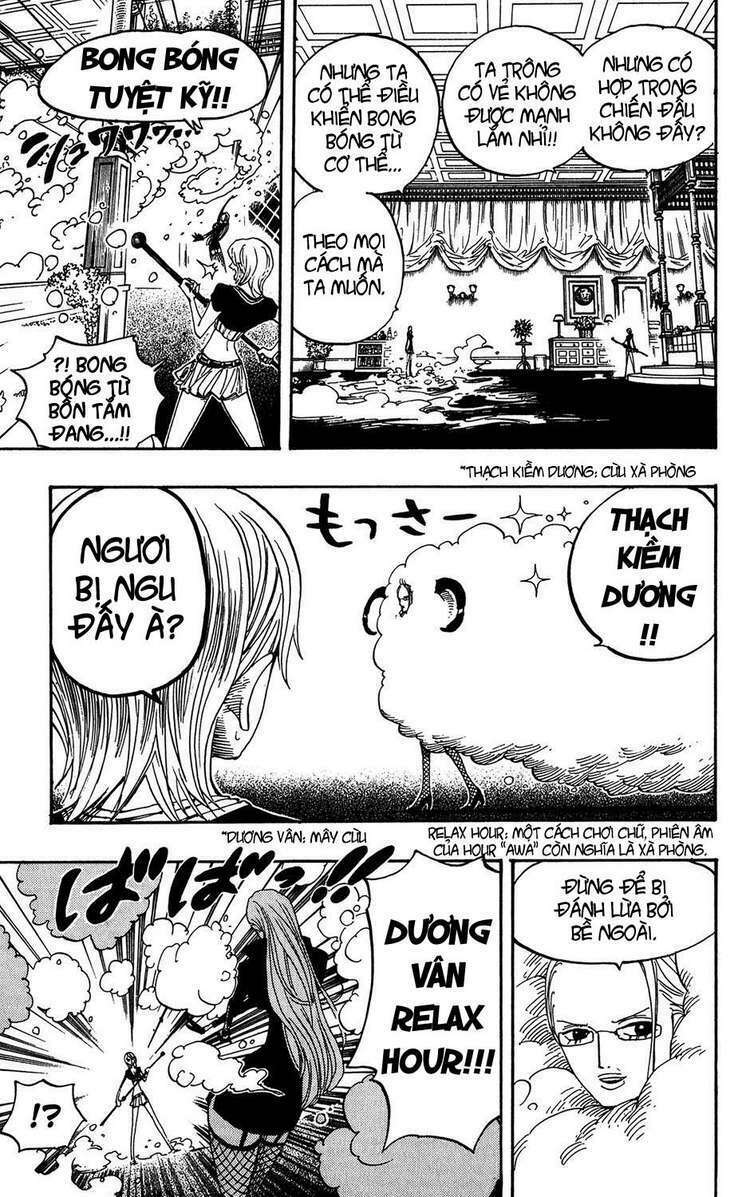 NHƯNG CÓ
HỢP TRONG
CHIẾN ĐẤU
KHÔNG ĐẤY?
TA TRÔNG
CÓ VẺ KHÔNG
ĐƯỢC MẠNH
LẮM NHỈ!!
NHƯNG TA
CÓ THỂ ĐIỀU
KHIỂN BONG
BÓNG TỪ
CƠ THỂ...
THEO MỌI
CÁCH MÀ
TA MUỐN.
BONG BÓNG
TUYỆT KỸ!!
シュワワワ...
?! BONG
BÓNG TỪ
BỒN TẮM
ĐANG...!!
*THẠCH KIỀM DƯƠNG: CỪU XÀ PHÒNG
THẠCH
KIỀM
DƯƠNG
!!
もっさー
NGƯƠI
BỊ NGU
ĐẤY À?
*DƯƠNG VÂN: MÂY CỪU
RELAX HOUR: MỘT CÁCH CHƠI CHỮ, PHIÊN ÂM
CỦA HOUR "AWA" CÒN NGHĨA LÀ XÀ PHÒNG.
ĐỪNG ĐỂ BỊ
ĐÁNH LỪA BỞI
BỀ NGOÀI.
DƯƠNG
VÂN
RELAX
HOUR!!!
ばばっ!!!
!?